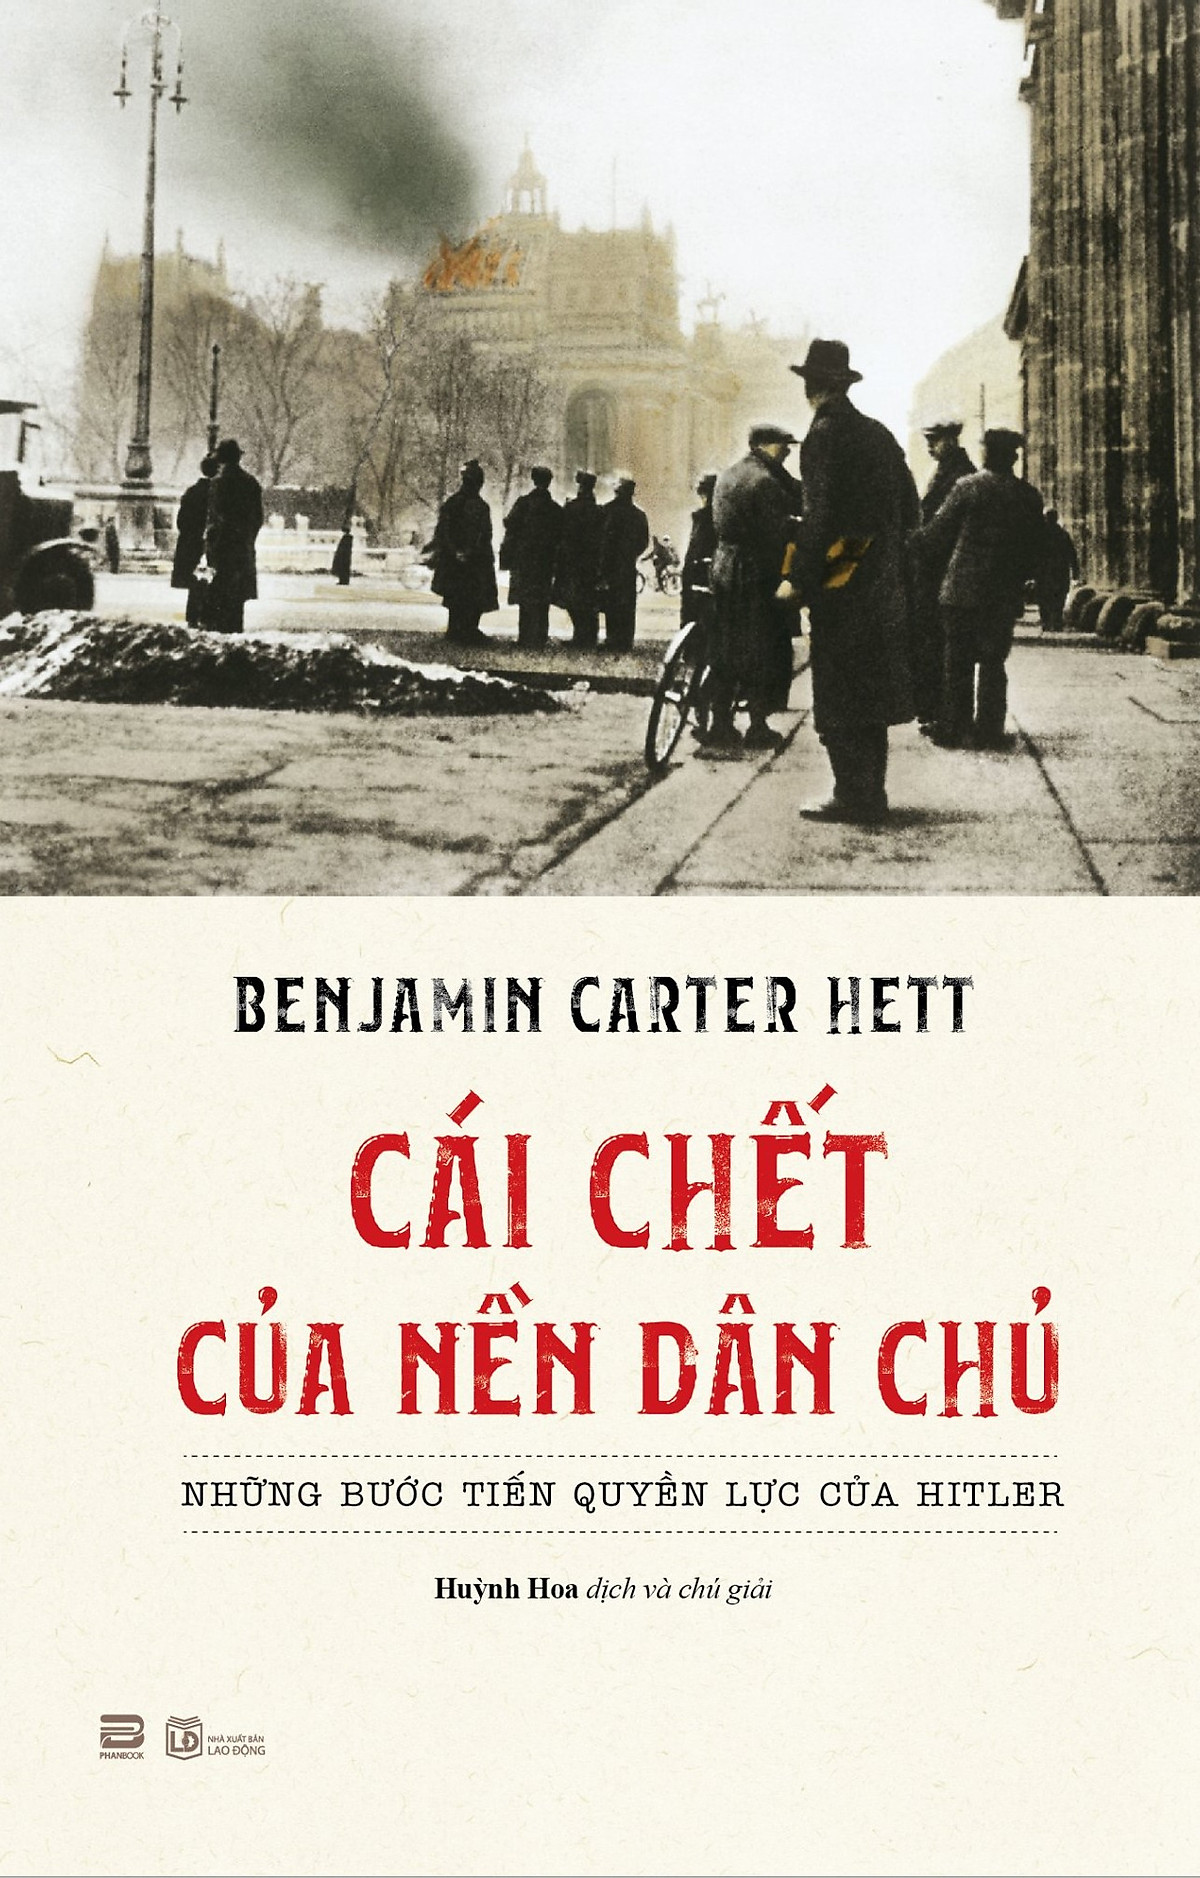 BENJAMIN CARTER HETT
CÁI CHẾT
CỦA NỀN DÂN CHỦ
NHỮNG BƯỚC TIẾN QUYỀN LỰC CỦA HITLER
Huỳnh Hoa dịch và chú giải
PHANBOOK
LĐ
NHÀ XUẤT BẢN
LAO ĐỘNG